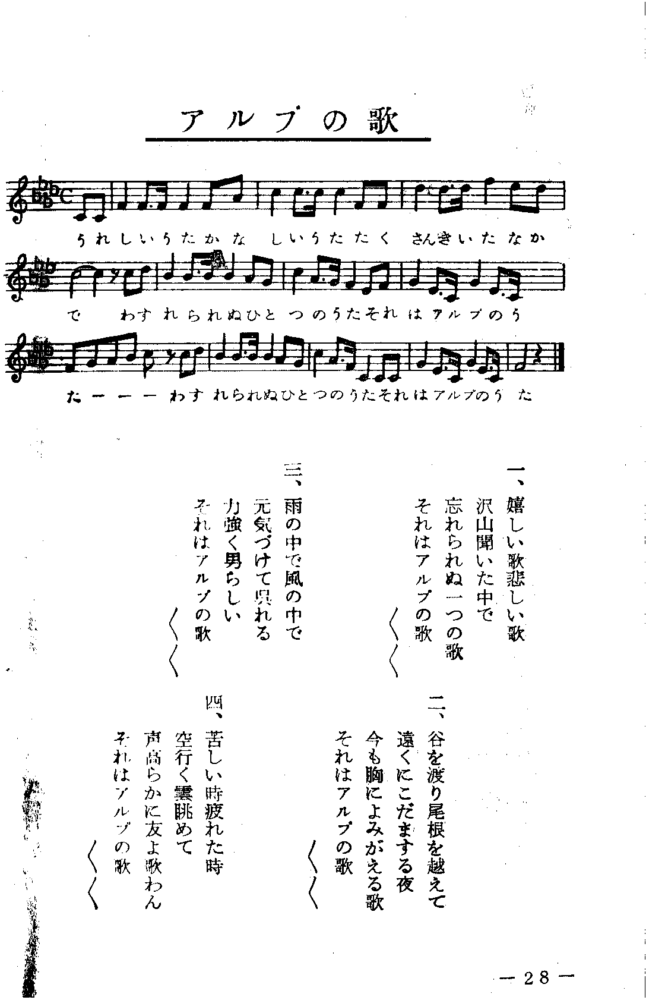 アルプの歌
うれしいうたかなしいうたたくさんきいたなか
で わすれられぬひとつのうたそれはアルプのう
たーーーわすれられぬひとつのうたそれはアルプのうた
一、嬉しい歌悲しい歌
沢山聞いた中で
忘れられぬ一つの歌
それはアルプの歌
〱〱
二、谷を渡り尾根を越えて
遠くにこだまする夜
今も胸によみがえる歌
それはアルプの歌
〱〱
三、雨の中で風の中で
元気づけて呉れる
力強く男らしい
それはアルプの歌
〱〱
四、苦しい時疲れた時
空行く雲眺めて
声高らかに友よ歌わん
それはアルプの歌
〱〱
— 28 —